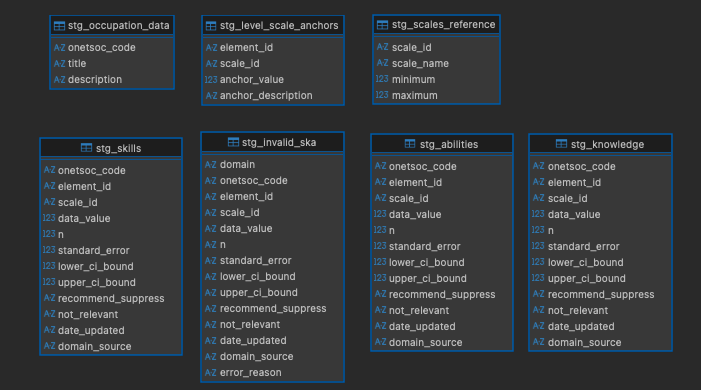 stg_occupation_data
A-Z onetsoc_code
A-Z title
A-Z description
stg_level_scale_anchors
A-Z element_id
A-Z scale_id
123 anchor_value
A-Z anchor_description
stg_scales_reference
A-Z scale_id
A-Z scale_name
123 minimum
123 maximum
stg_skills
A-Z onetsoc_code
A-Z element_id
A-Z scale_id
123 data_value
123 n
123 standard_error
123 lower_ci_bound
123 upper_ci_bound
A-Z recommend_suppress
A-Z not_relevant
A-Z date_updated
A-Z domain_source
stg_invalid_ska
A-Z domain
A-Z onetsoc_code
A-Z element_id
A-Z scale_id
A-Z data_value
A-Z n
A-Z standard_error
A-Z lower_ci_bound
A-Z upper_ci_bound
A-Z recommend_suppress
A-Z not_relevant
A-Z date_updated
A-Z domain_source
A-Z error_reason
stg_abilities
A-Z onetsoc_code
A-Z element_id
A-Z scale_id
123 data_value
123 n
123 standard_error
123 lower_ci_bound
123 upper_ci_bound
A-Z recommend_suppress
A-Z not_relevant
A-Z date_updated
A-Z domain_source
stg_knowledge
A-Z onetsoc_code
A-Z element_id
A-Z scale_id
123 data_value
123 n
123 standard_error
123 lower_ci_bound
123 upper_ci_bound
A-Z recommend_suppress
A-Z not_relevant
A-Z date_updated
A-Z domain_source